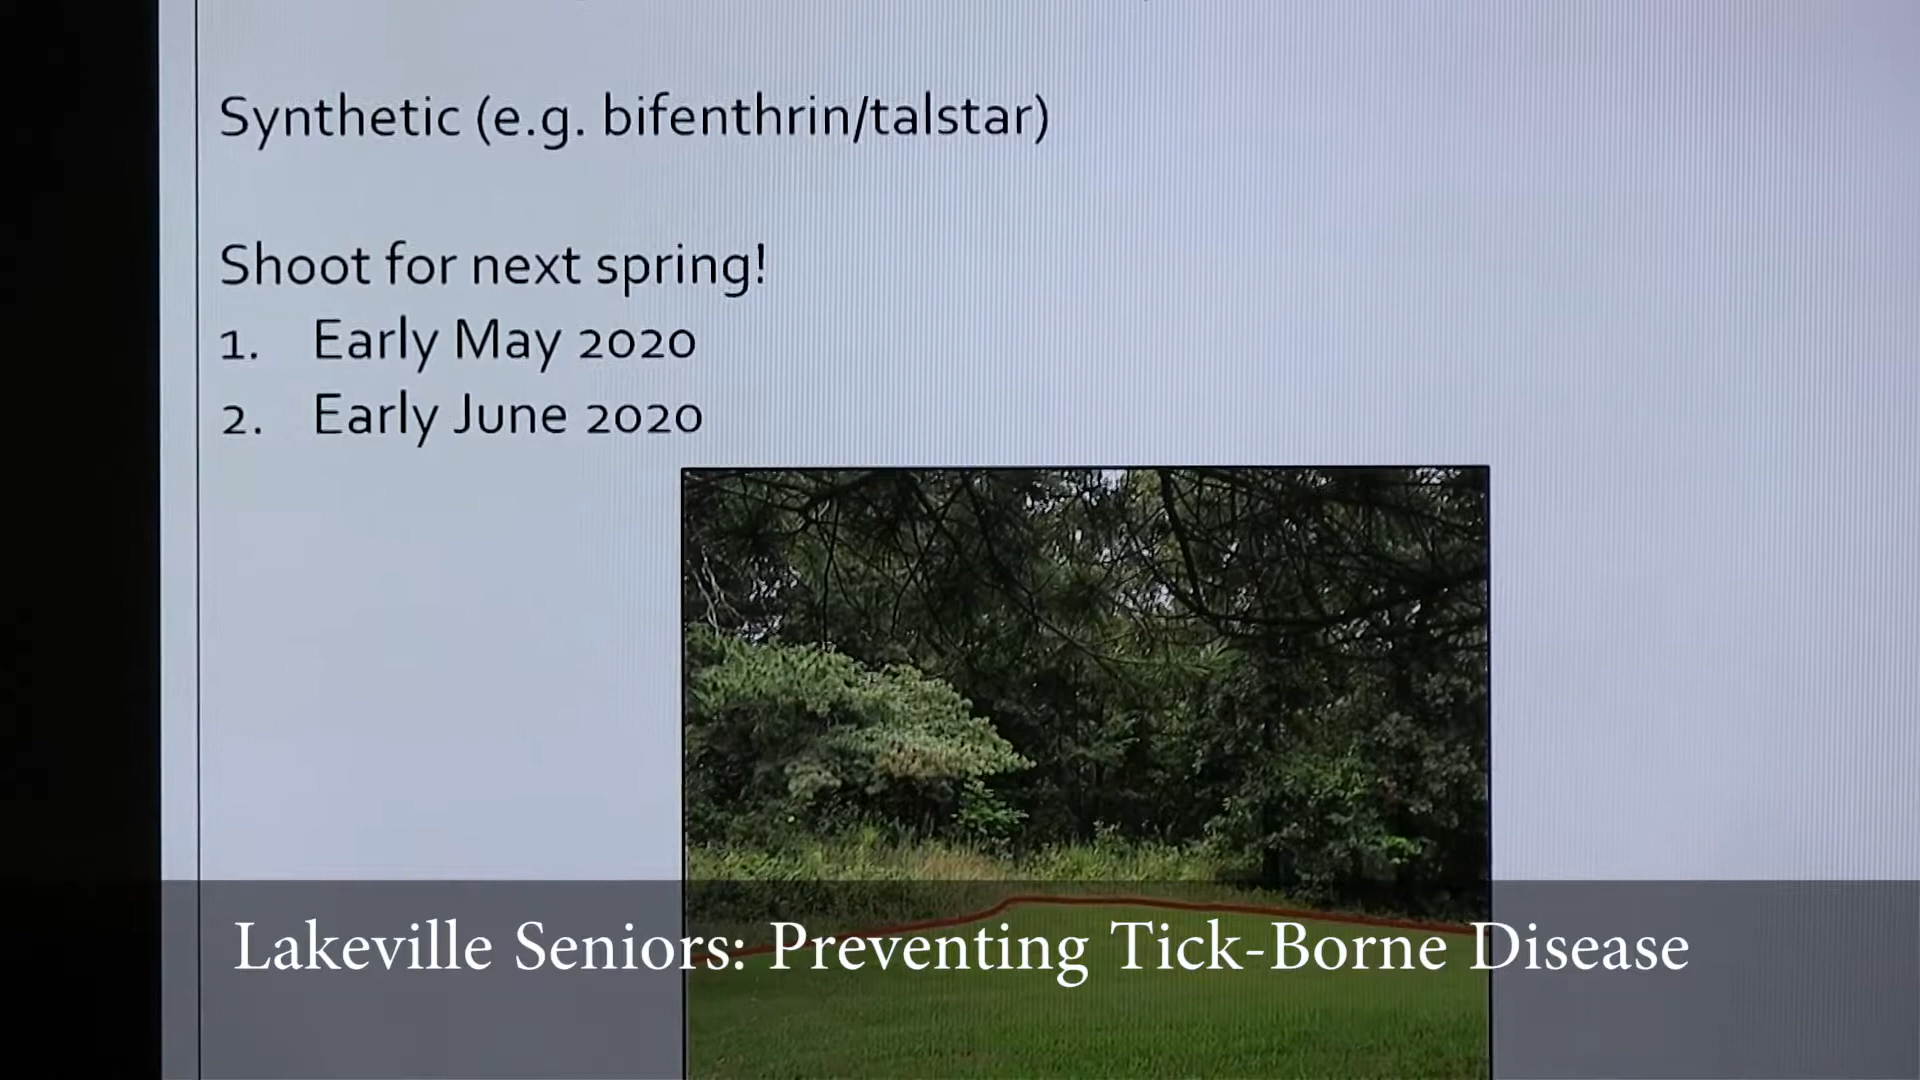 Synthetic (e.g. bifenthrin/talstar)
Shoot for next spring!
1. Early May 2020
2. Early June 2020
Lakeville Seniors: Preventing Tick-Borne Disease